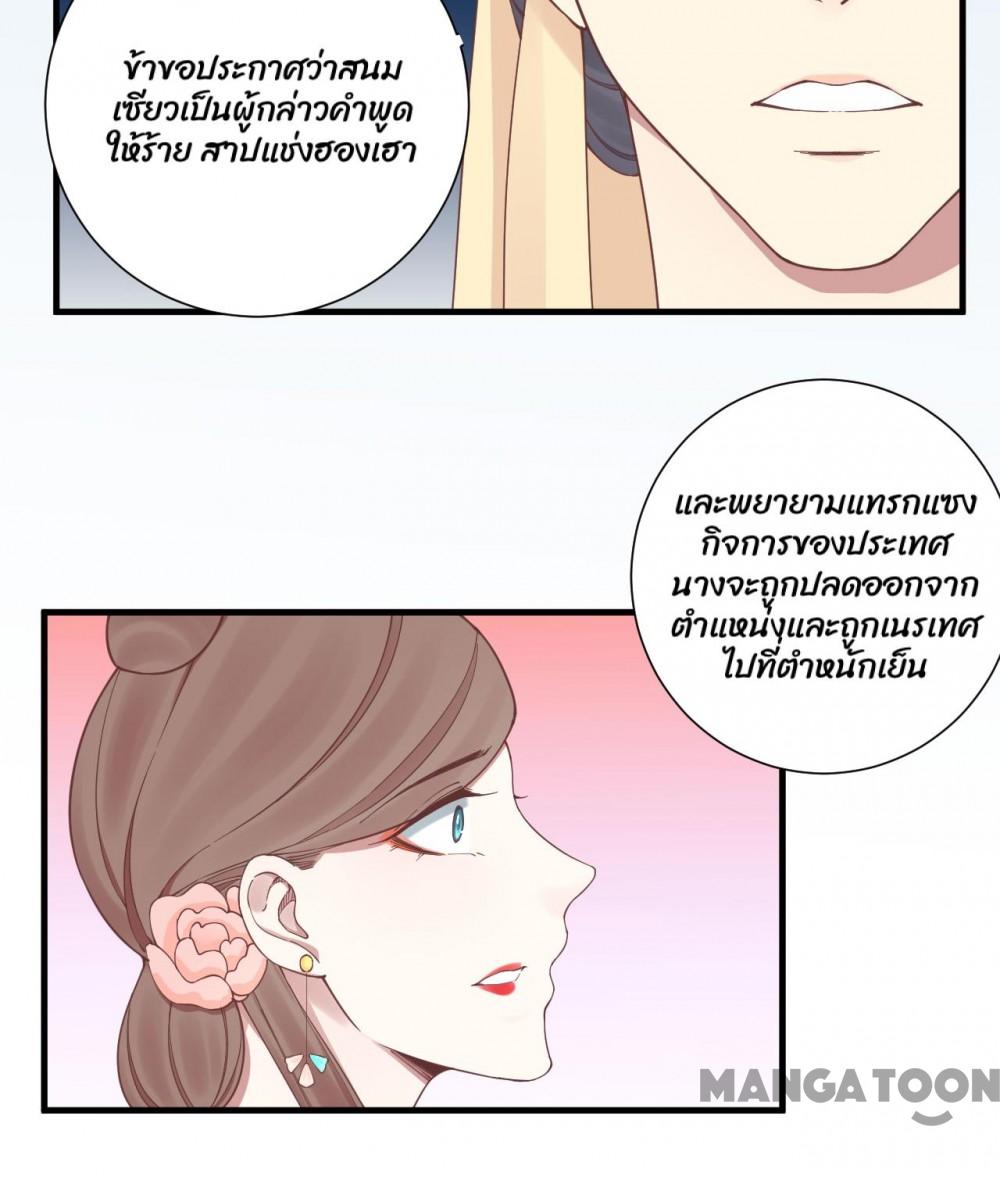 ข้าขอประกาศว่าสนม
เซียวเป็นผู้กล่าวคำพูด
ให้ร้าย สาปแช่งฮองเฮา
และพยายามแทรกแซง
กิจการของประเทศ
นางจะถูกปลดออกจาก
ตำแหน่งและถูกเนรเทศ
ไปที่ตำหนักเย็น
MANGATOON